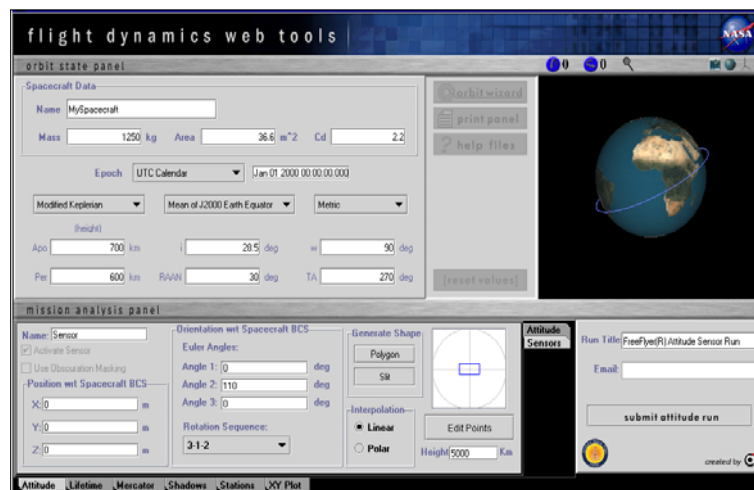 flight dynamics web tools
NASA
orbit state panel
0 0
Spacecraft Data
Name MySpacecraft
Mass 1250 kg Area 36.6 m^2 Cd 2.2
Epoch UTC Calendar Jan 01 2000 00:00:00.000
Modified Keplerian Mean of J2000 Earth Equator Metric
(height)
Apo 700 km i 28.5 deg w 90 deg
Per 600 km RAAN 30 deg TA 270 deg
orbit wizard
print panel
? help files
[reset values]
mission analysis panel
Name: Sensor
Activate Sensor
Use Obscuration Masking
Position wrt Spacecraft BCS
X: 0 m
Y: 0 m
Z: 0 m
Orientation wrt Spacecraft BCS
Euler Angles:
Angle 1: 0 deg
Angle 2: 110 deg
Angle 3: 0 deg
Rotation Sequence:
3-1-2
Generate Shape
Polygon
Slit
Interpolation
Linear
Polar
Edit Points
Height 5000 Km
Attitude
Sensors
Run Title FreeFlyer(R) Attitude Sensor Run
Email:
submit attitude run
created by
Attitude Lifetime Mercator Shadows Stations XY Plot